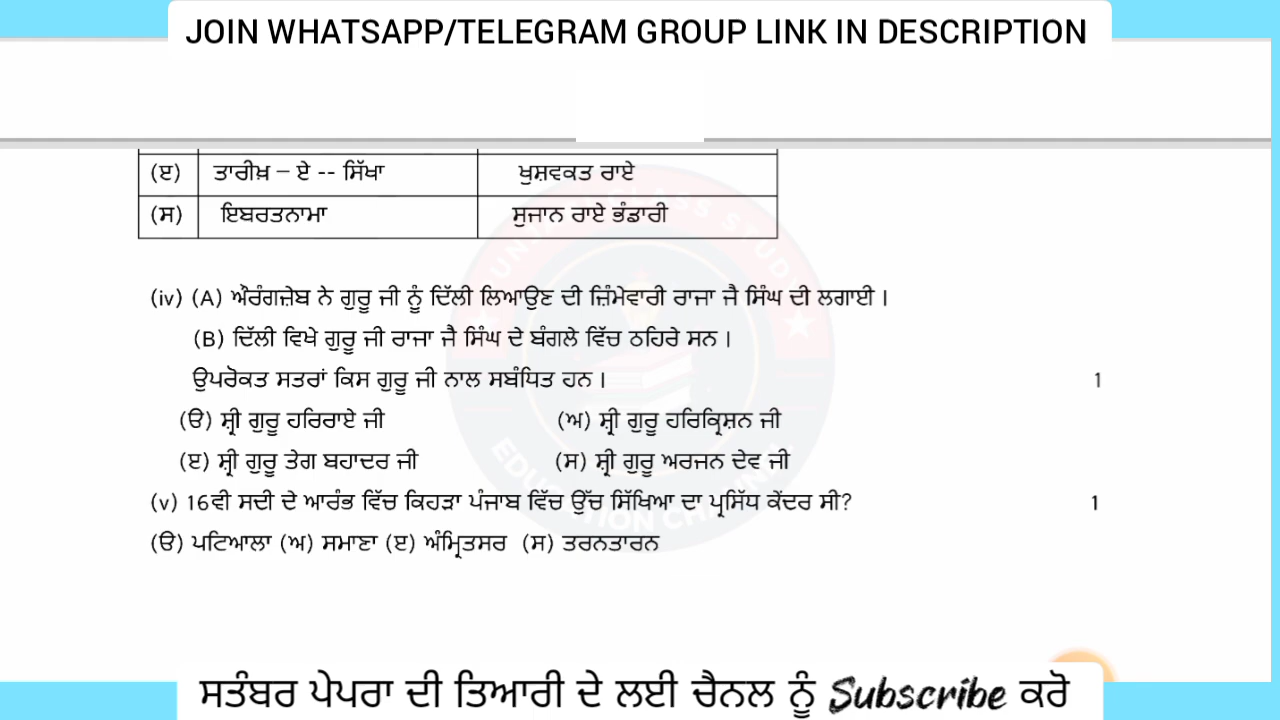 JOIN WHATSAPP/TELEGRAM GROUP LINK IN DESCRIPTION
(ੲ) ਤਾਰੀਖ਼ – ਏ -- ਸਿੱਖਾ ਖੁਸ਼ਵਕਤ ਰਾਏ
(ਸ) ਇਬਰਤਨਾਮਾ ਸੁਜਾਨ ਰਾਏ ਭੰਡਾਰੀ
(iv) (A) ਔਰੰਗਜ਼ੇਬ ਨੇ ਗੁਰੂ ਜੀ ਨੂੰ ਦਿੱਲੀ ਲਿਆਉਣ ਦੀ ਜ਼ਿੰਮੇਵਾਰੀ ਰਾਜਾ ਜੈ ਸਿੰਘ ਦੀ ਲਗਾਈ ।
(B) ਦਿੱਲੀ ਵਿਖੇ ਗੁਰੂ ਜੀ ਰਾਜਾ ਜੈ ਸਿੰਘ ਦੇ ਬੰਗਲੇ ਵਿੱਚ ਠਹਿਰੇ ਸਨ ।
ਉਪਰੋਕਤ ਸਤਰਾਂ ਕਿਸ ਗੁਰੂ ਜੀ ਨਾਲ ਸਬੰਧਿਤ ਹਨ । 1
(ੳ) ਸ਼੍ਰੀ ਗੁਰੂ ਹਰਿਰਾਏ ਜੀ (ਅ) ਸ਼੍ਰੀ ਗੁਰੂ ਹਰਿਕ੍ਰਿਸ਼ਨ ਜੀ
(ੲ) ਸ਼੍ਰੀ ਗੁਰੂ ਤੇਗ ਬਹਾਦਰ ਜੀ (ਸ) ਸ਼੍ਰੀ ਗੁਰੂ ਅਰਜਨ ਦੇਵ ਜੀ
(v) 16ਵੀ ਸਦੀ ਦੇ ਆਰੰਭ ਵਿੱਚ ਕਿਹੜਾ ਪੰਜਾਬ ਵਿੱਚ ਉੱਚ ਸਿੱਖਿਆ ਦਾ ਪ੍ਰਸਿੱਧ ਕੇਂਦਰ ਸੀ? 1
(ੳ) ਪਟਿਆਲਾ (ਅ) ਸਮਾਣਾ (ੲ) ਅੰਮ੍ਰਿਤਸਰ (ਸ) ਤਰਨਤਾਰਨ
ਸਤੰਬਰ ਪੇਪਰਾ ਦੀ ਤਿਆਰੀ ਦੇ ਲਈ ਚੈਨਲ ਨੂੰ Subscribe ਕਰੋ